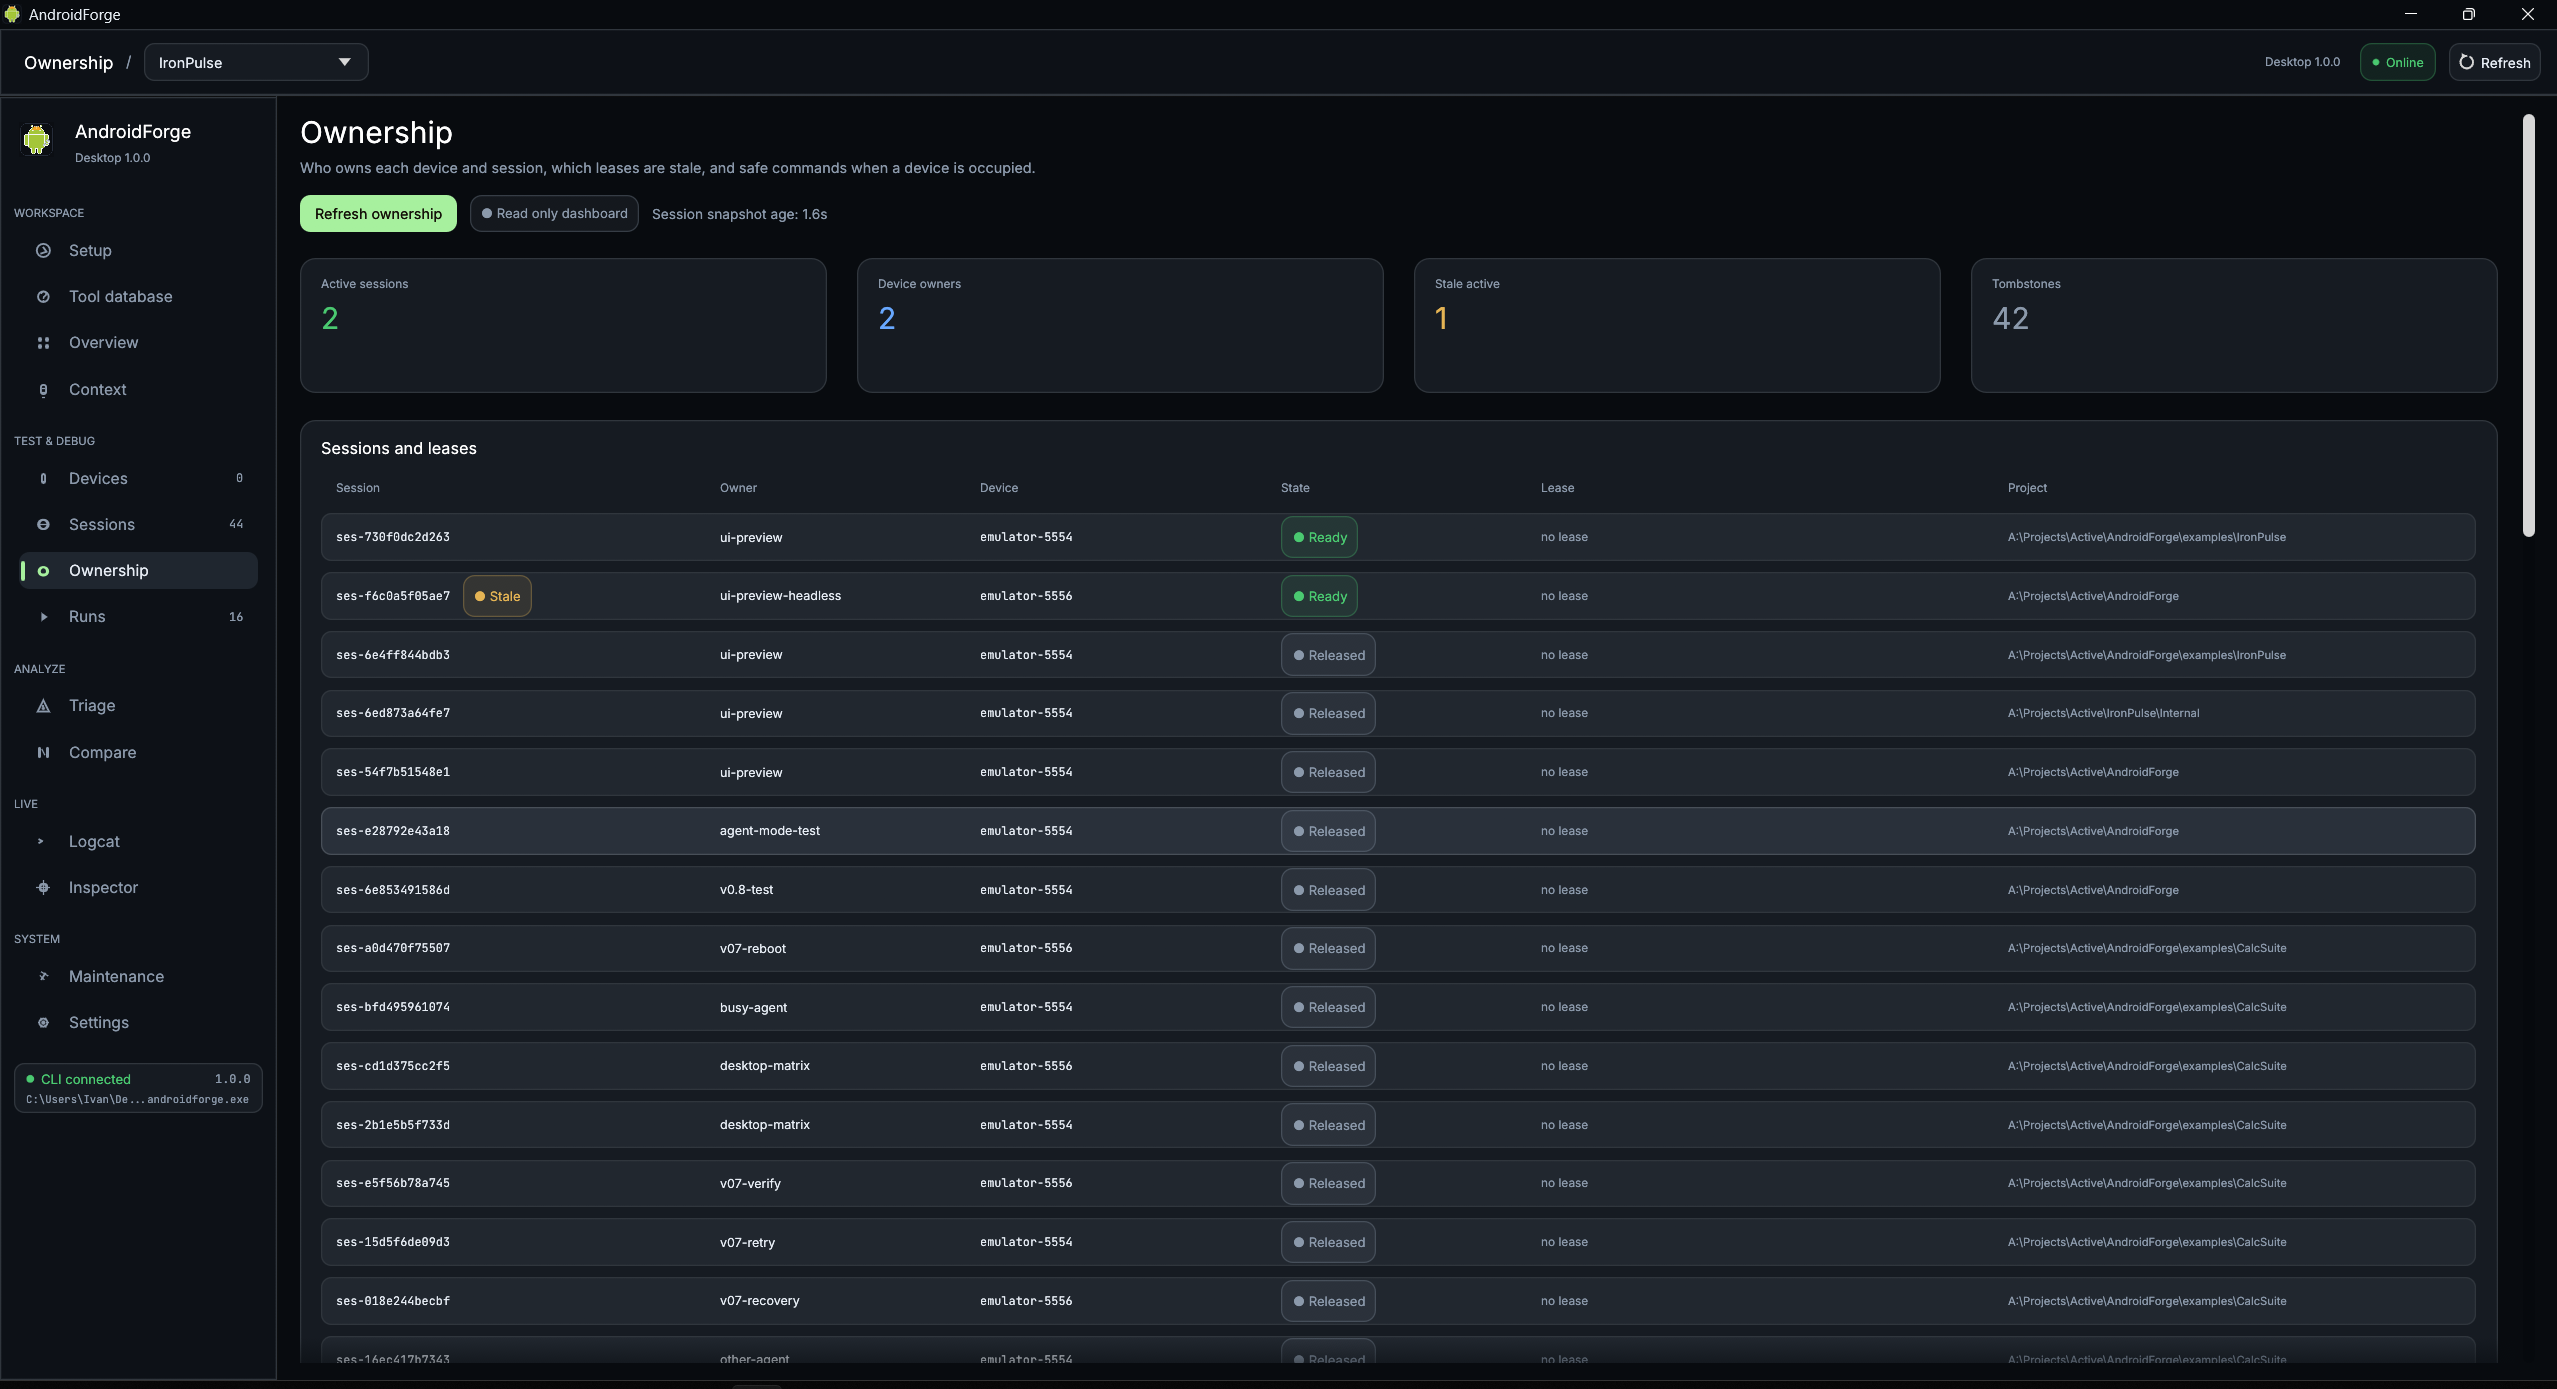 AndroidForge
Ownership / IronPulse
Desktop 1.0.0
Online
Refresh
AndroidForge
Desktop 1.0.0
WORKSPACE
Setup
Tool database
Overview
Context
TEST & DEBUG
Devices 0
Sessions 44
Ownership
Runs 16
ANALYZE
Triage
Compare
LIVE
Logcat
Inspector
SYSTEM
Maintenance
Settings
CLI connected 1.0.0
C:\Users\Ivan\De...androidforge.exe
Ownership
Who owns each device and session, which leases are stale, and safe commands when a device is occupied.
Refresh ownership
Read only dashboard
Session snapshot age: 1.6s
Active sessions
2
Device owners
2
Stale active
1
Tombstones
42
Sessions and leases
Session Owner Device State Lease Project
ses-730f0dc2d263 ui-preview emulator-5554 Ready no lease A:\Projects\Active\AndroidForge\examples\IronPulse
ses-f6c0a5f05ae7 Stale ui-preview-headless emulator-5556 Ready no lease A:\Projects\Active\AndroidForge
ses-6e4ff844bdb3 ui-preview emulator-5554 Released no lease A:\Projects\Active\AndroidForge\examples\IronPulse
ses-6ed873a64fe7 ui-preview emulator-5554 Released no lease A:\Projects\Active\IronPulse\Internal
ses-54f7b51548e1 ui-preview emulator-5554 Released no lease A:\Projects\Active\AndroidForge
ses-e28792e43a18 agent-mode-test emulator-5554 Released no lease A:\Projects\Active\AndroidForge
ses-6e853491586d v0.8-test emulator-5554 Released no lease A:\Projects\Active\AndroidForge
ses-a0d470f75507 v07-reboot emulator-5556 Released no lease A:\Projects\Active\AndroidForge\examples\CalcSuite
ses-bfd495961074 busy-agent emulator-5554 Released no lease A:\Projects\Active\AndroidForge\examples\CalcSuite
ses-cd1d375cc2f5 desktop-matrix emulator-5556 Released no lease A:\Projects\Active\AndroidForge\examples\CalcSuite
ses-2b1e5b5f733d desktop-matrix emulator-5554 Released no lease A:\Projects\Active\AndroidForge\examples\CalcSuite
ses-e5f56b78a745 v07-verify emulator-5556 Released no lease A:\Projects\Active\AndroidForge\examples\CalcSuite
ses-15d5f6de09d3 v07-retry emulator-5554 Released no lease A:\Projects\Active\AndroidForge\examples\CalcSuite
ses-018e244becbf v07-recovery emulator-5556 Released no lease A:\Projects\Active\AndroidForge\examples\CalcSuite
ses-16ec417b7343 other-agent emulator-5554 Released no lease A:\Projects\Active\AndroidForge\examples\CalcSuite